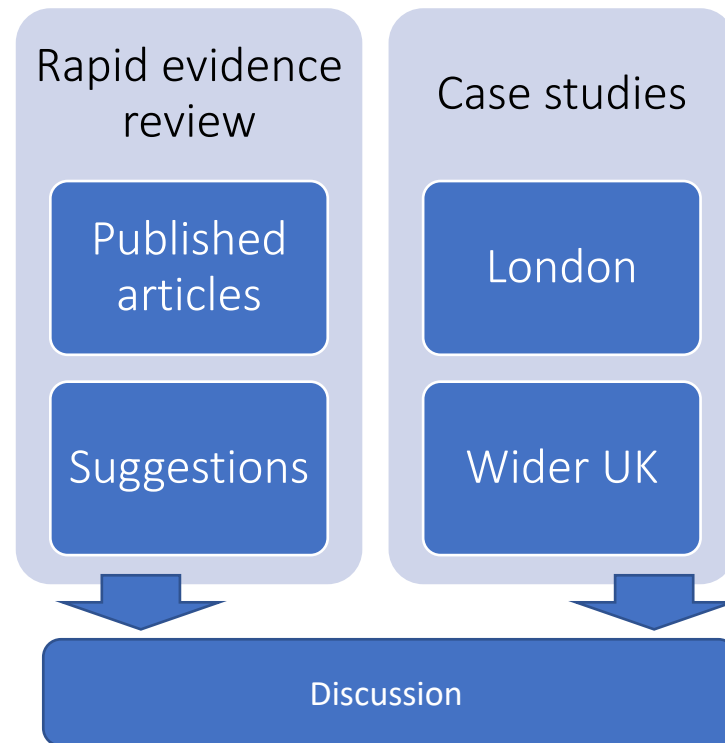 Rapid evidence
review
Published
articles
Suggestions
Case studies
London
Wider UK
Discussion